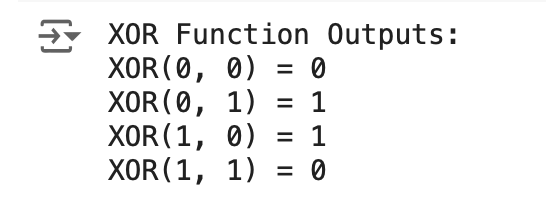 XOR Function Outputs:
XOR(0, 0) = 0
XOR(0, 1) = 1
XOR(1, 0) = 1
XOR(1, 1) = 0